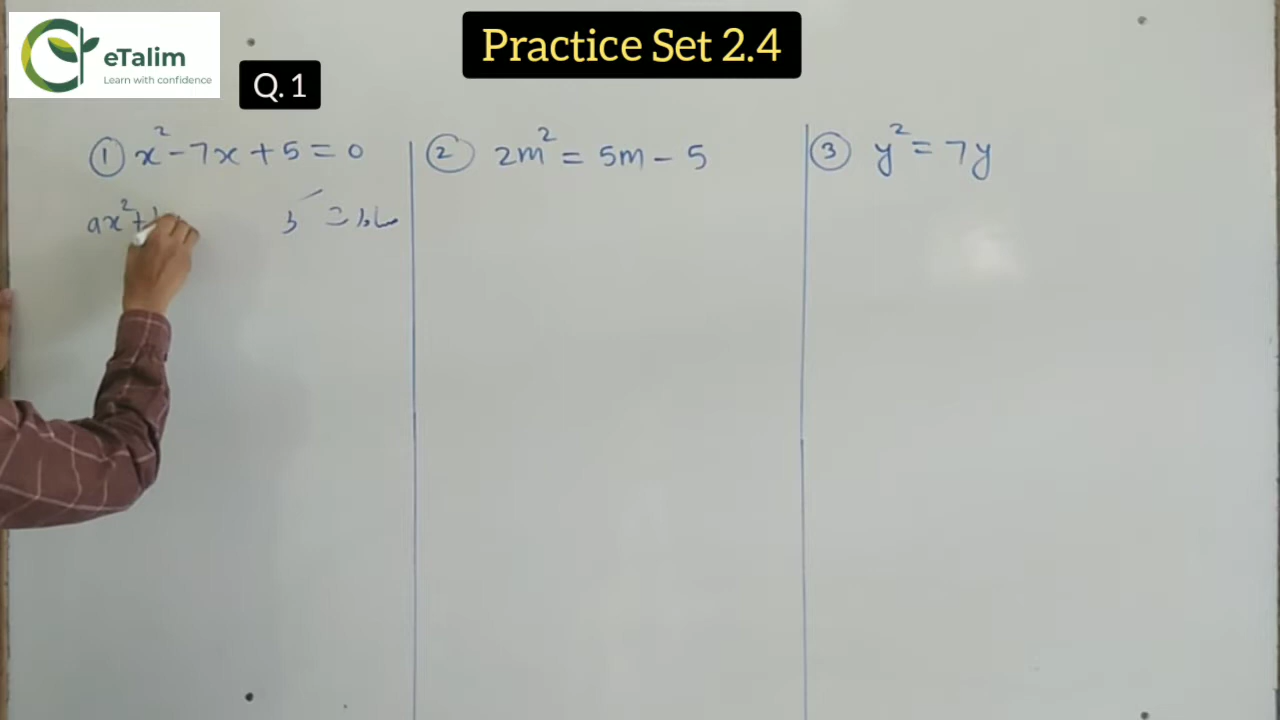 eTalim
Learn with confidence
Practice Set 2.4
Q. 1
① x² - 7x + 5 = 0
② 2m² = 5m - 5
③ y² = 7y
ax² +